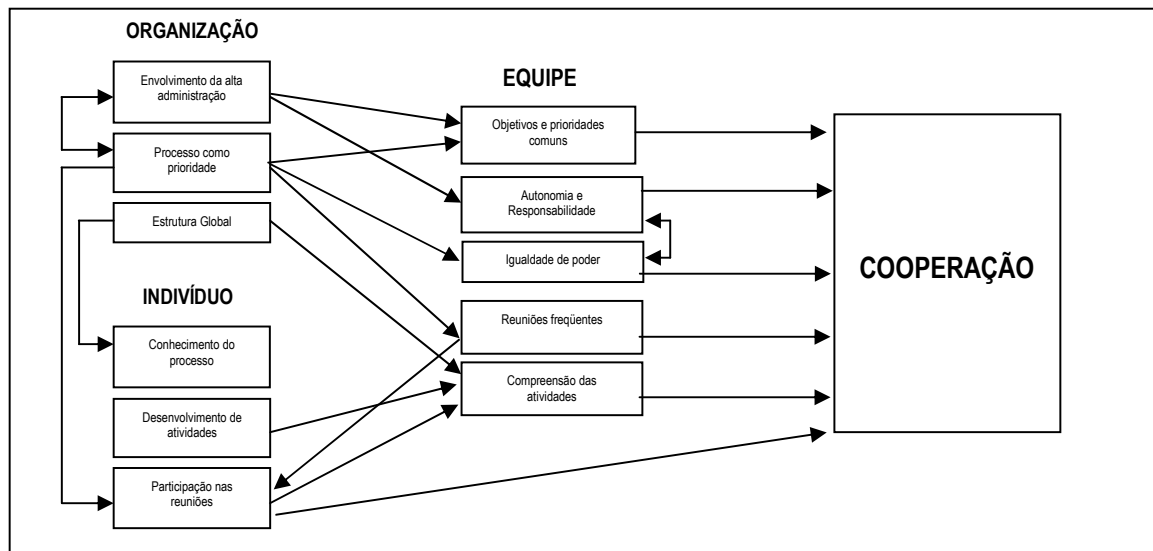 ORGANIZAÇÃO
Envolvimento da alta
administração
Processo como
prioridade
Estrutura Global
INDIVÍDUO
Conhecimento do
processo
Desenvolvimento de
atividades
Participação nas
reuniões
EQUIPE
Objetivos e prioridades
comuns
Autonomia e
Responsabilidade
Igualdade de poder
Reuniões freqüentes
Compreensão das
atividades
COOPERAÇÃO